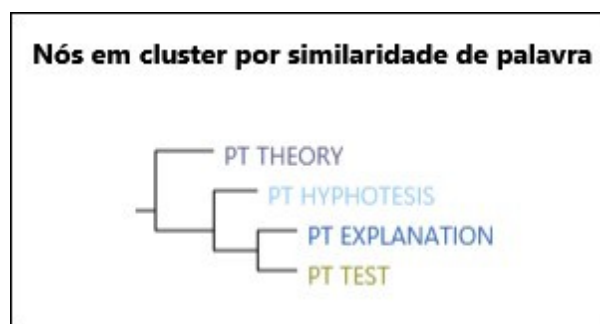 Nós em cluster por similaridade de palavra
PT THEORY
PT HYPHOTESIS
PT EXPLANATION
PT TEST